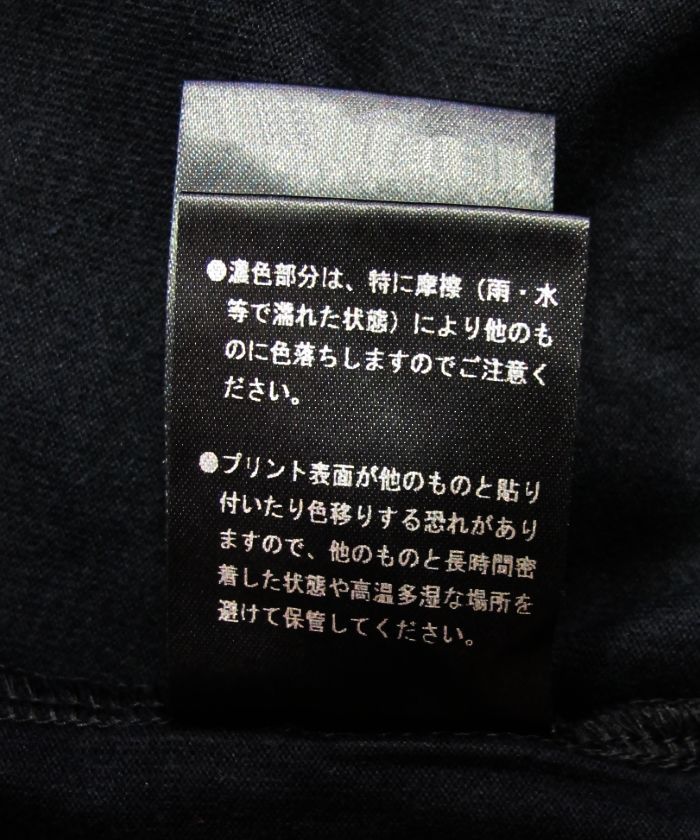 ●濃色部分は、特に摩擦（雨・水
等で濡れた状態）により他のも
のに色落ちしますのでご注意く
ださい。
●プリント表面が他のものと貼り
付いたり色移りする恐れがあり
ますので、他のものと長時間密
着した状態や高温多湿な場所を
避けて保管してください。